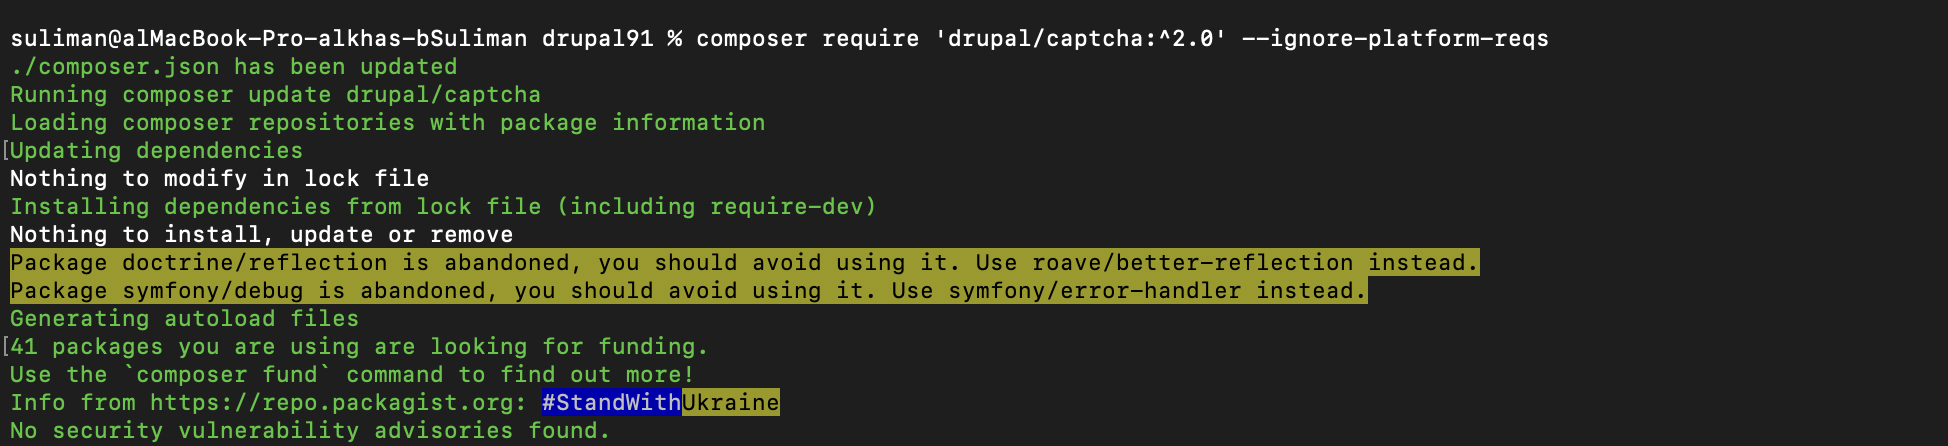 suliman@alMacBook-Pro-alkhas-bSuliman drupal91 % composer require 'drupal/captcha:^2.0' --ignore-platform-reqs
./composer.json has been updated
Running composer update drupal/captcha
Loading composer repositories with package information
[Updating dependencies
Nothing to modify in lock file
Installing dependencies from lock file (including require-dev)
Nothing to install, update or remove
Package doctrine/reflection is abandoned, you should avoid using it. Use roave/better-reflection instead.
Package symfony/debug is abandoned, you should avoid using it. Use symfony/error-handler instead.
Generating autoload files
[41 packages you are using are looking for funding.
Use the `composer fund` command to find out more!
Info from https://repo.packagist.org: #StandWithUkraine
No security vulnerability advisories found.